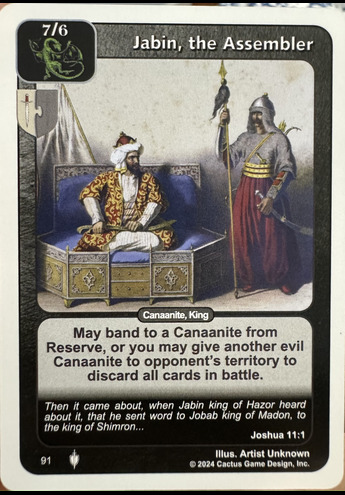 7/6
Jabin, the Assembler
Canaanite, King
May band to a Canaanite from
Reserve, or you may give another evil
Canaanite to opponent's territory to
discard all cards in battle.
Then it came about, when Jabin king of Hazor heard
about it, that he sent word to Jobab king of Madon, to
the king of Shimron...
Joshua 11:1
91
Illus. Artist Unknown
© 2024 Cactus Game Design, Inc.